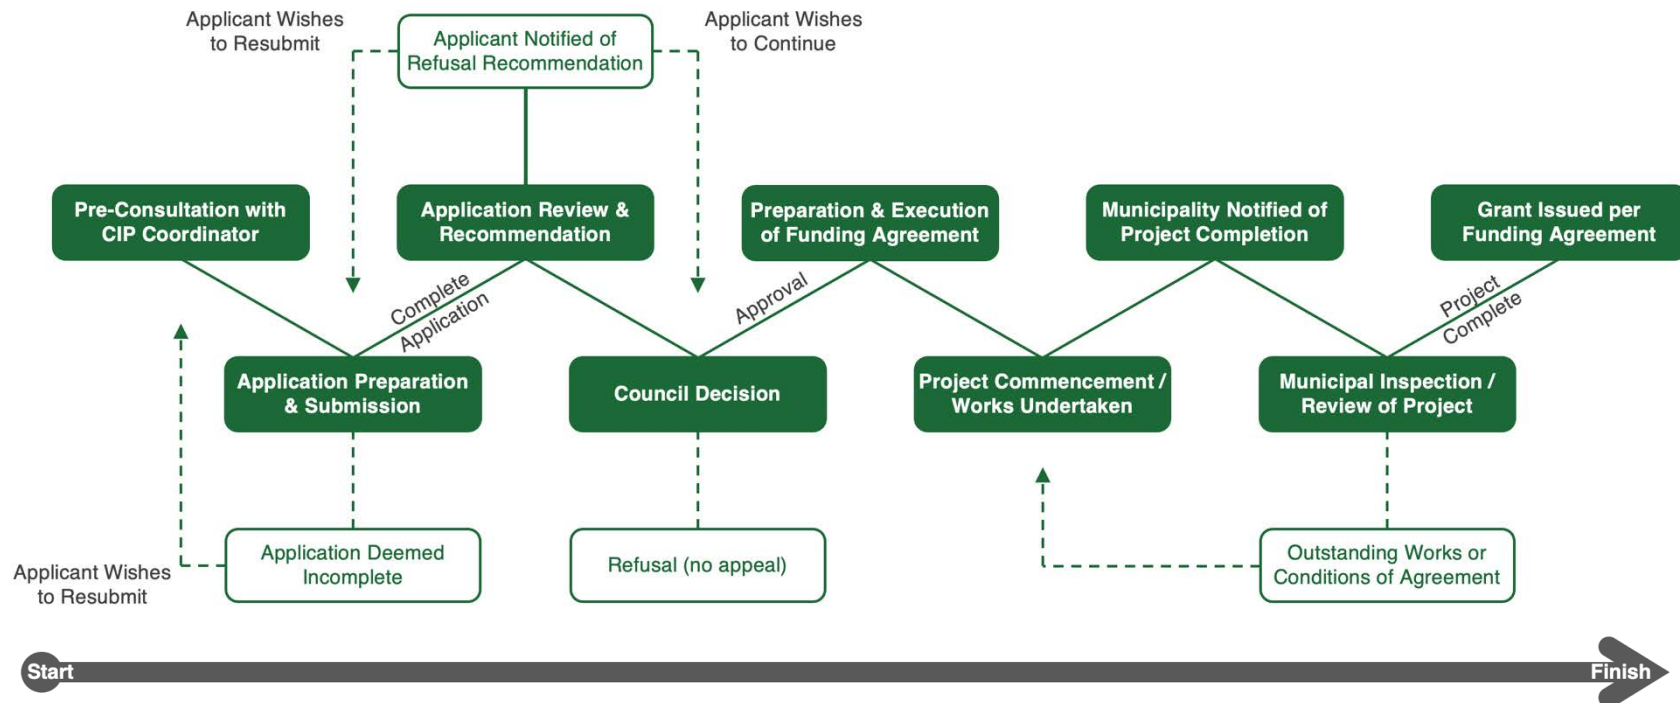 Applicant Wishes
to Resubmit
Applicant Notified of
Refusal Recommendation
Applicant Wishes
to Continue
Pre-Consultation with
CIP Coordinator
Application Review &
Recommendation
Preparation & Execution
of Funding Agreement
Municipality Notified of
Project Completion
Grant Issued per
Funding Agreement
Complete
Application
Approval
Project
Complete
Application Preparation
& Submission
Council Decision
Project Commencement /
Works Undertaken
Municipal Inspection /
Review of Project
Applicant Wishes
to Resubmit
Application Deemed
Incomplete
Refusal (no appeal)
Outstanding Works or
Conditions of Agreement
Start
Finish